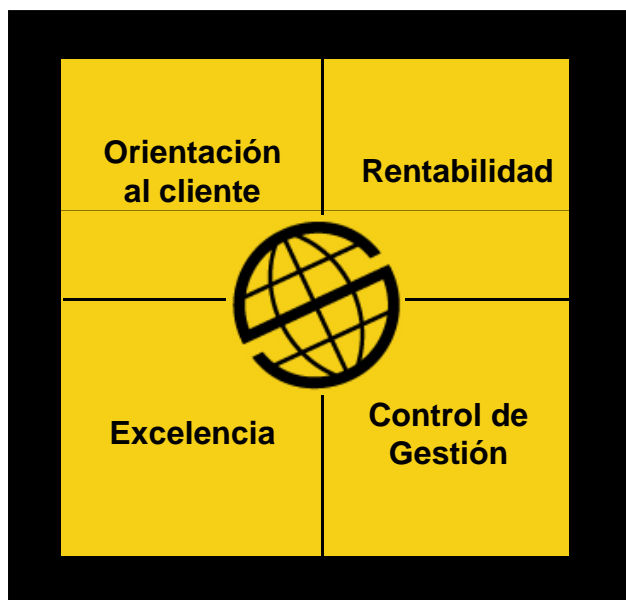 Orientación
al cliente
Rentabilidad
Excelencia
Control de
Gestión